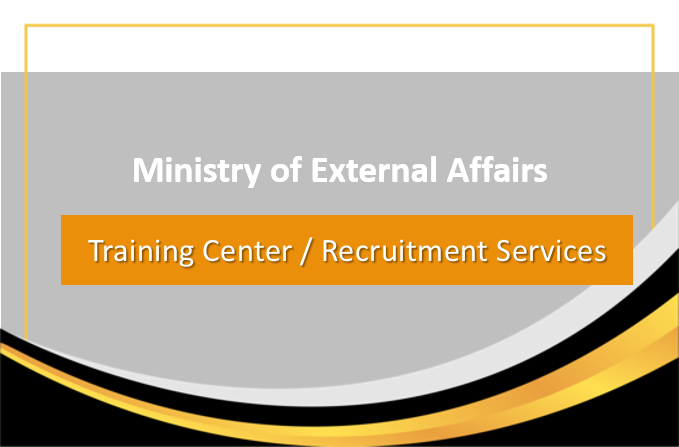 Ministry of External Affairs
Training Center / Recruitment Services